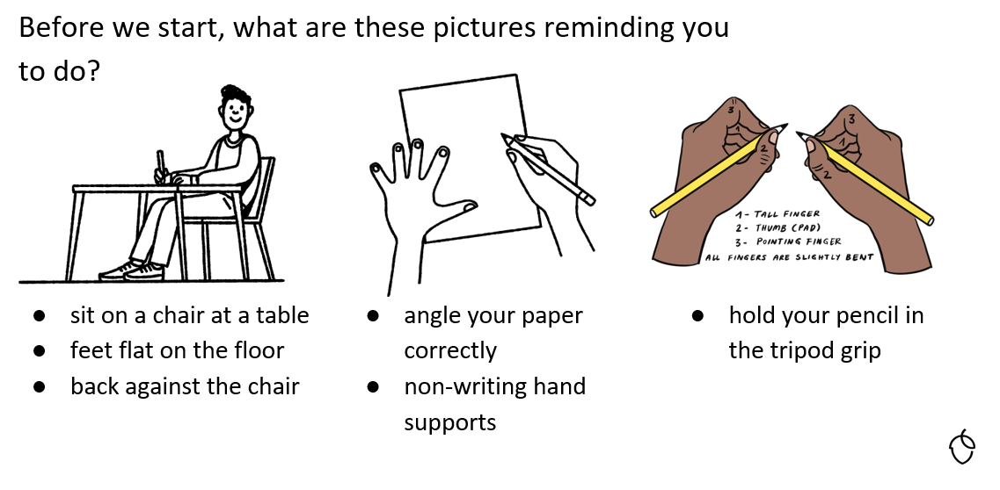 Before we start, what are these pictures reminding you
to do?
3
1
2
3
1
2
1 - TALL FINGER
2 - THUMB (PAD)
3 - POINTING FINGER
ALL FINGERS ARE SLIGHTLY BENT
● sit on a chair at a table
● feet flat on the floor
● back against the chair
● angle your paper
correctly
● non-writing hand
supports
● hold your pencil in
the tripod grip